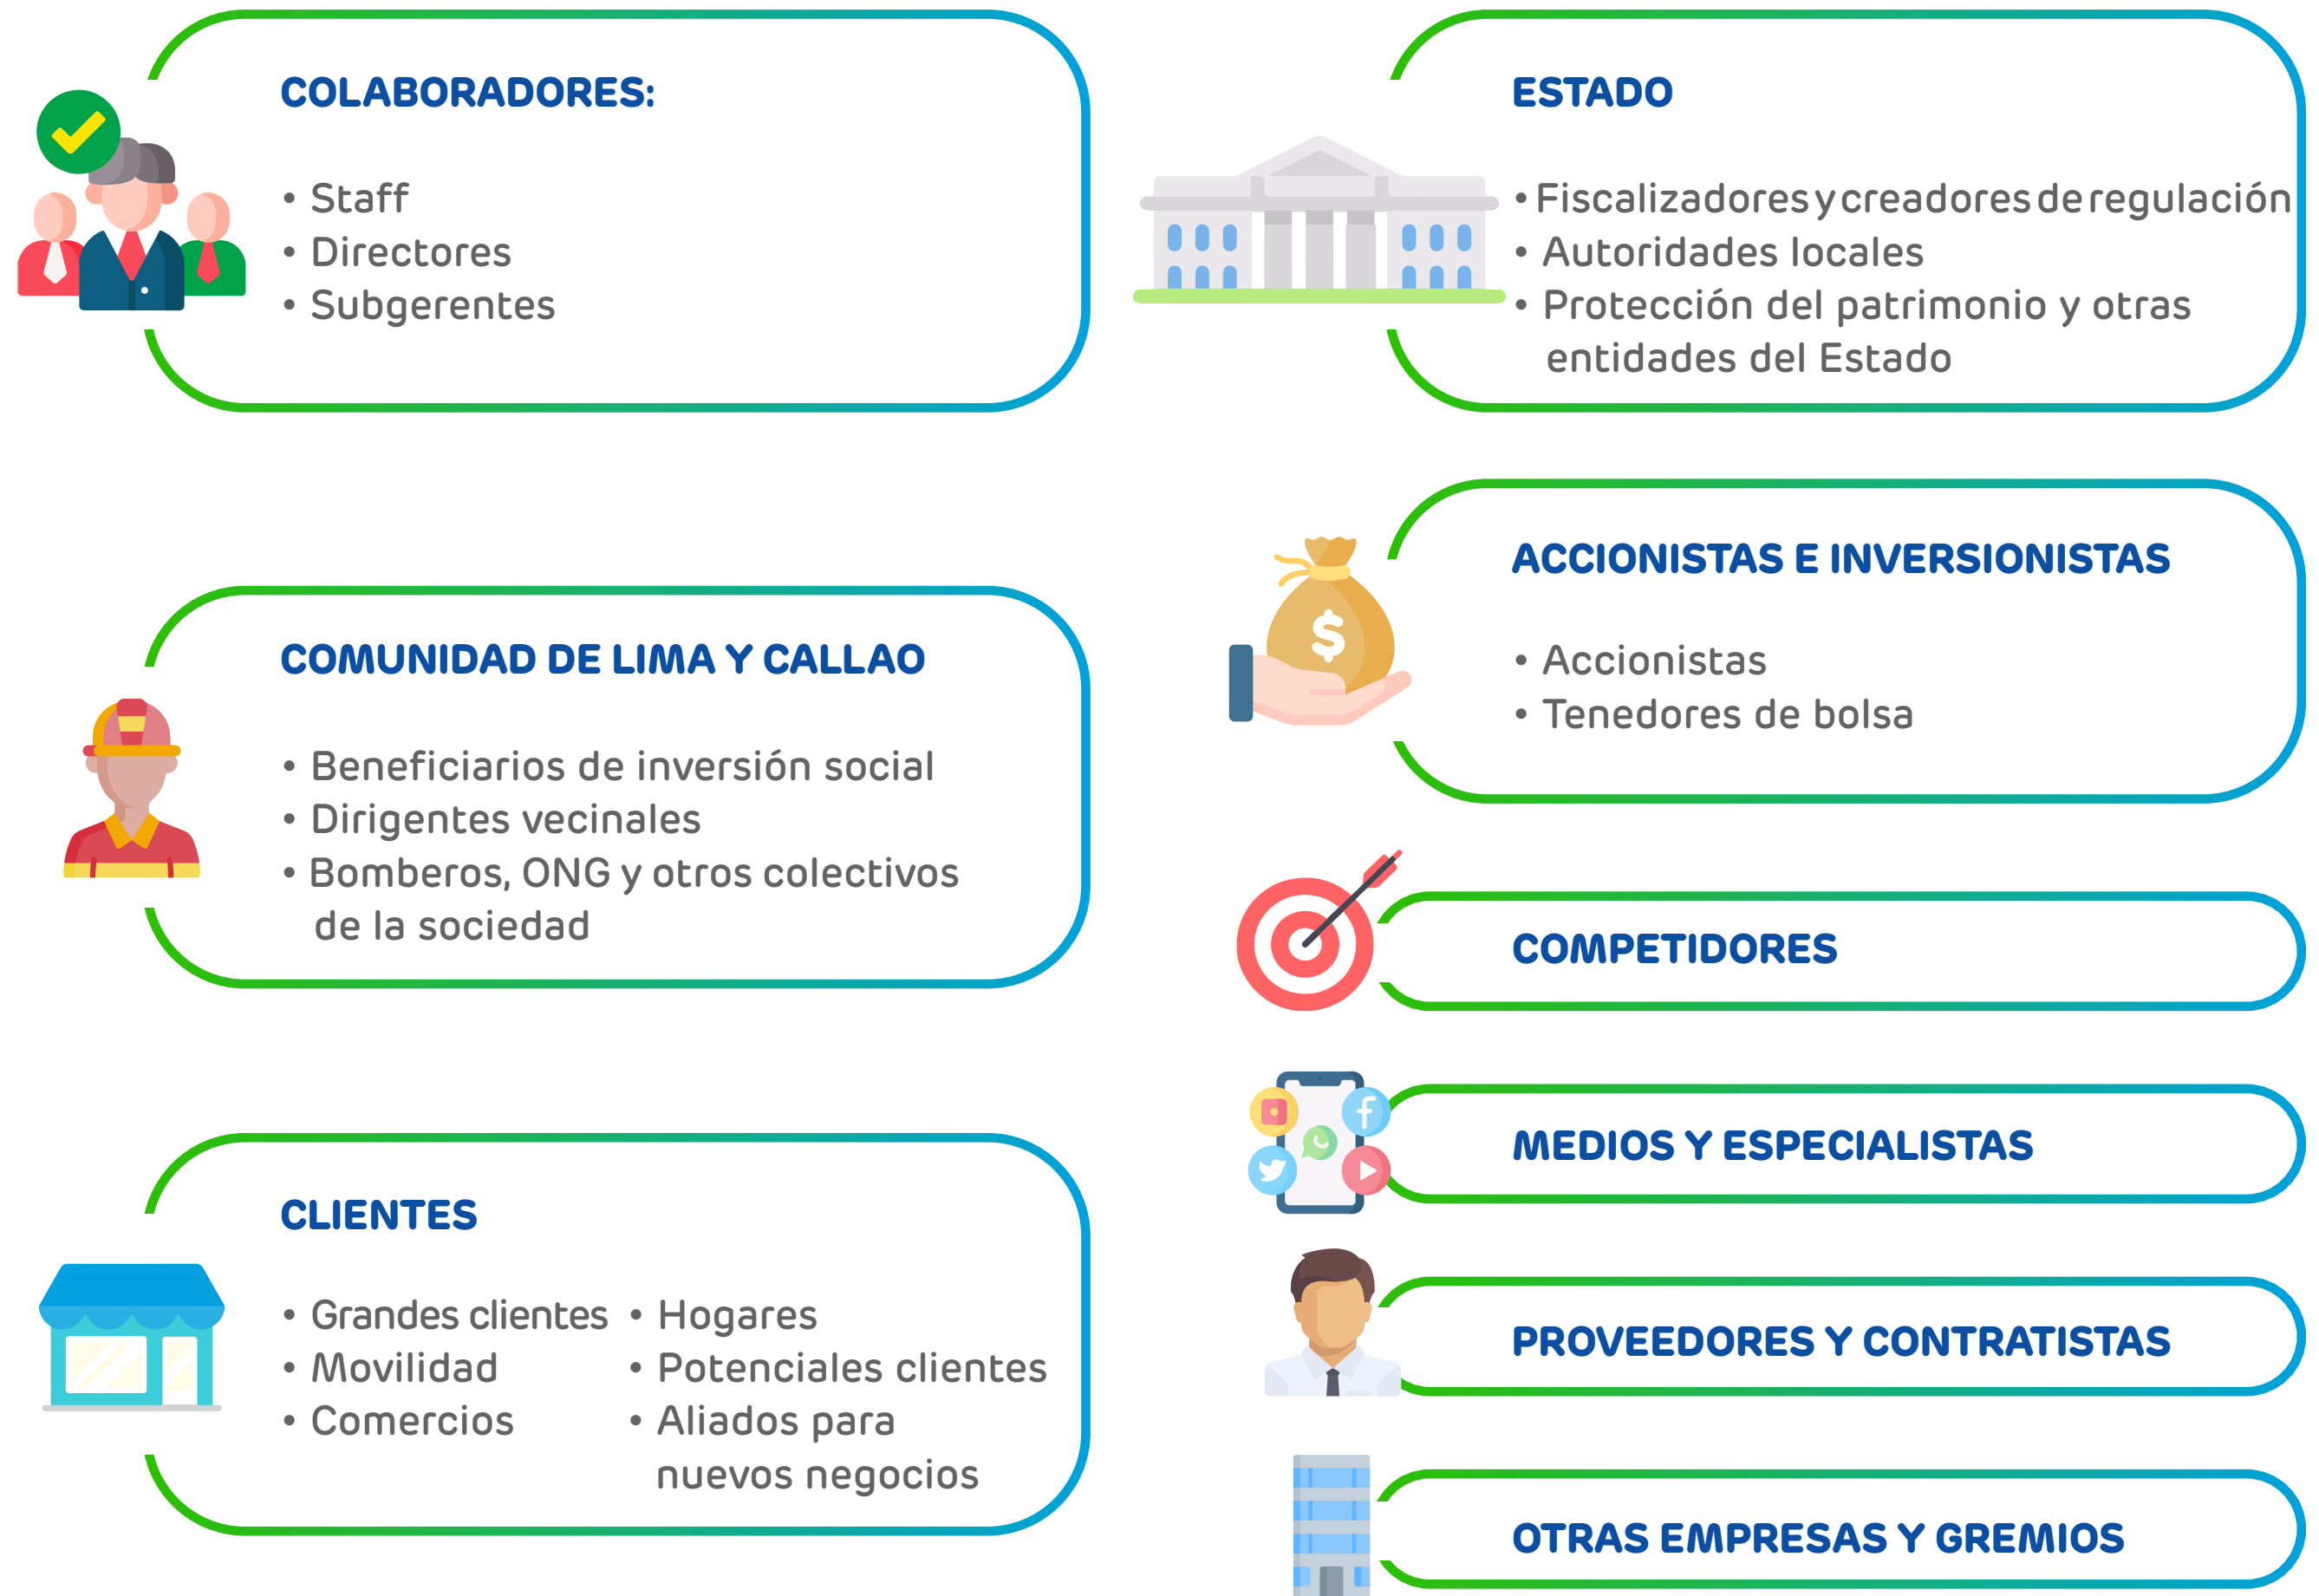 COLABORADORES:
• Staff
• Directores
• Subgerentes
COMUNIDAD DE LIMA Y CALLAO
• Beneficiarios de inversión social
• Dirigentes vecinales
• Bomberos, ONG y otros colectivos
de la sociedad
CLIENTES
• Grandes clientes
• Movilidad
• Comercios
• Hogares
• Potenciales clientes
• Aliados para
nuevos negocios
ESTADO
• Fiscalizadores y creadores de regulación
• Autoridades locales
• Protección del patrimonio y otras
entidades del Estado
ACCIONISTAS E INVERSIONISTAS
• Accionistas
• Tenedores de bolsa
COMPETIDORES
MEDIOS Y ESPECIALISTAS
PROVEEDORES Y CONTRATISTAS
OTRAS EMPRESAS Y GREMIOS